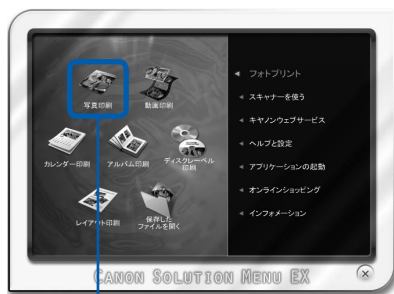 写真印刷
動画印刷
カレンダー印刷
アルバム印刷
ディスクレーベル
印刷
レイアウト印刷
保存した
ファイルを開く
フォトプリント
スキャナーを使う
キヤノンウェブサービス
ヘルプと設定
アプリケーションの起動
オンラインショッピング
インフォメーション
CANON SOLUTION MENU EX